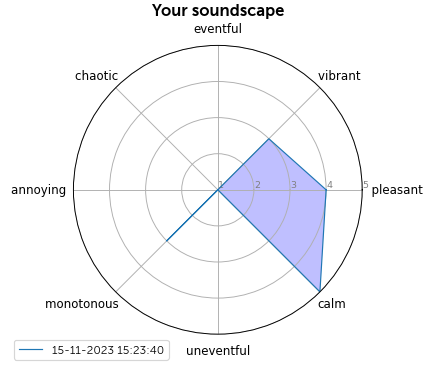 Your soundscape
eventful
chaotic
vibrant
annoying
1
2
3
4
5
pleasant
monotonous
calm
uneventful
15-11-2023 15:23:40